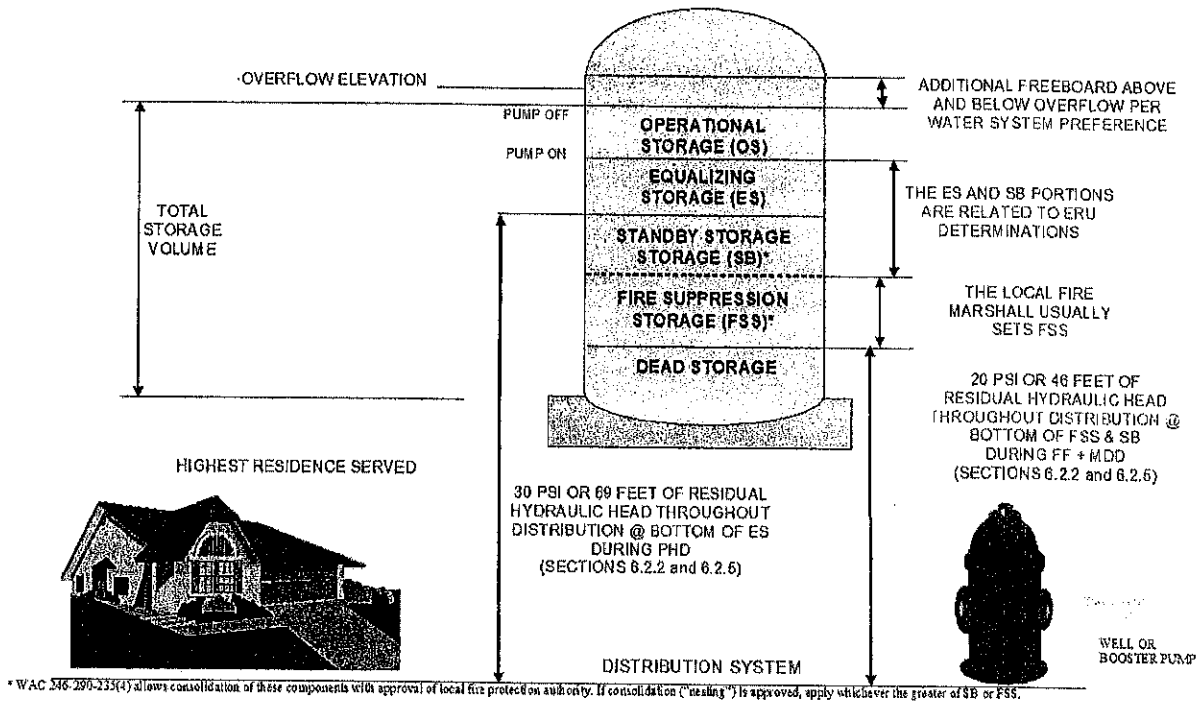 OVERFLOW ELEVATION
ADDITIONAL FREEBOARD ABOVE
AND BELOW OVERFLOW PER
WATER SYSTEM PREFERENCE
PUMP OFF
OPERATIONAL
STORAGE (OS)
PUMP ON
EQUALIZING
STORAGE (ES)
THE ES AND SB PORTIONS
ARE RELATED TO ERU
DETERMINATIONS
TOTAL
STORAGE
VOLUME
STANDBY STORAGE
STORAGE (SB)*
FIRE SUPPRESSION
STORAGE (FSS)*
THE LOCAL FIRE
MARSHALL USUALLY
SETS FSS
DEAD STORAGE
20 PSI OR 46 FEET OF
RESIDUAL HYDRAULIC HEAD
THROUGHOUT DISTRIBUTION @
BOTTOM OF FSS & SB
DURING FF + MDD
(SECTIONS 6.2.2 and 6.2.5)
HIGHEST RESIDENCE SERVED
30 PSI OR 69 FEET OF RESIDUAL
HYDRAULIC HEAD THROUGHOUT
DISTRIBUTION @ BOTTOM OF ES
DURING PHD
(SECTIONS 6.2.2 and 6.2.5)
WELL OR
BOOSTER PUMP
DISTRIBUTION SYSTEM
* WAC 246-290-235(4) allows consolidation of these components with approval of local fire protection authority. If consolidation ("nesting") is approved, apply whichever the greater of SB or FSS.